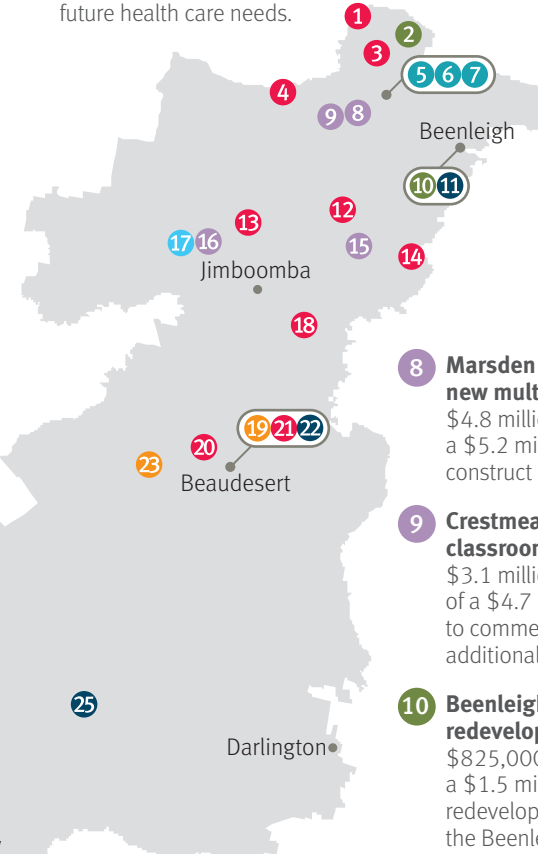 future health care needs.
1
2
3
5 6 7
4
9 8
Beenleigh
10 11
12
13
17 16
15
14
Jimboomba
18
19 21 22
20
23
Beaudesert
25
Darlington
8 Marsden
new mult
$4.8 milli
a $5.2 mi
construct
9 Crestmea
classroor
$3.1 millio
of a $4.7
to comme
additional
10 Beenleigh
redevelop
$825,000
a $1.5 mi
redevelop
the Beenle